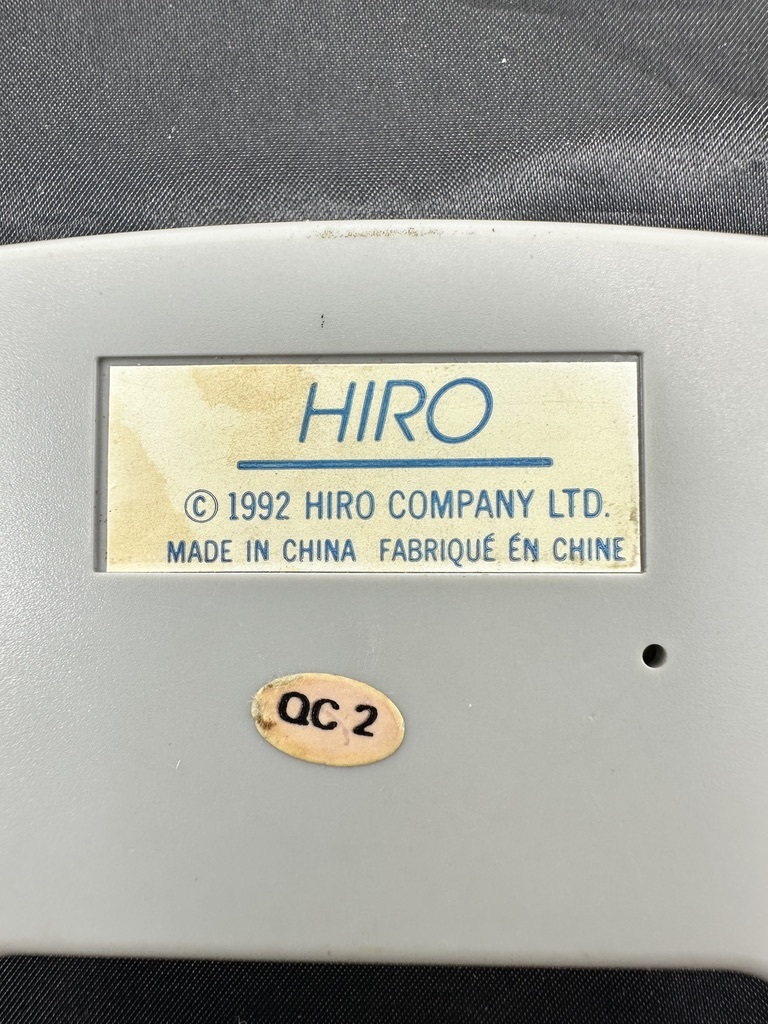 HIRO
© 1992 HIRO COMPANY LTD.
MADE IN CHINA FABRIQUÉ ÉN CHINE
QC 2